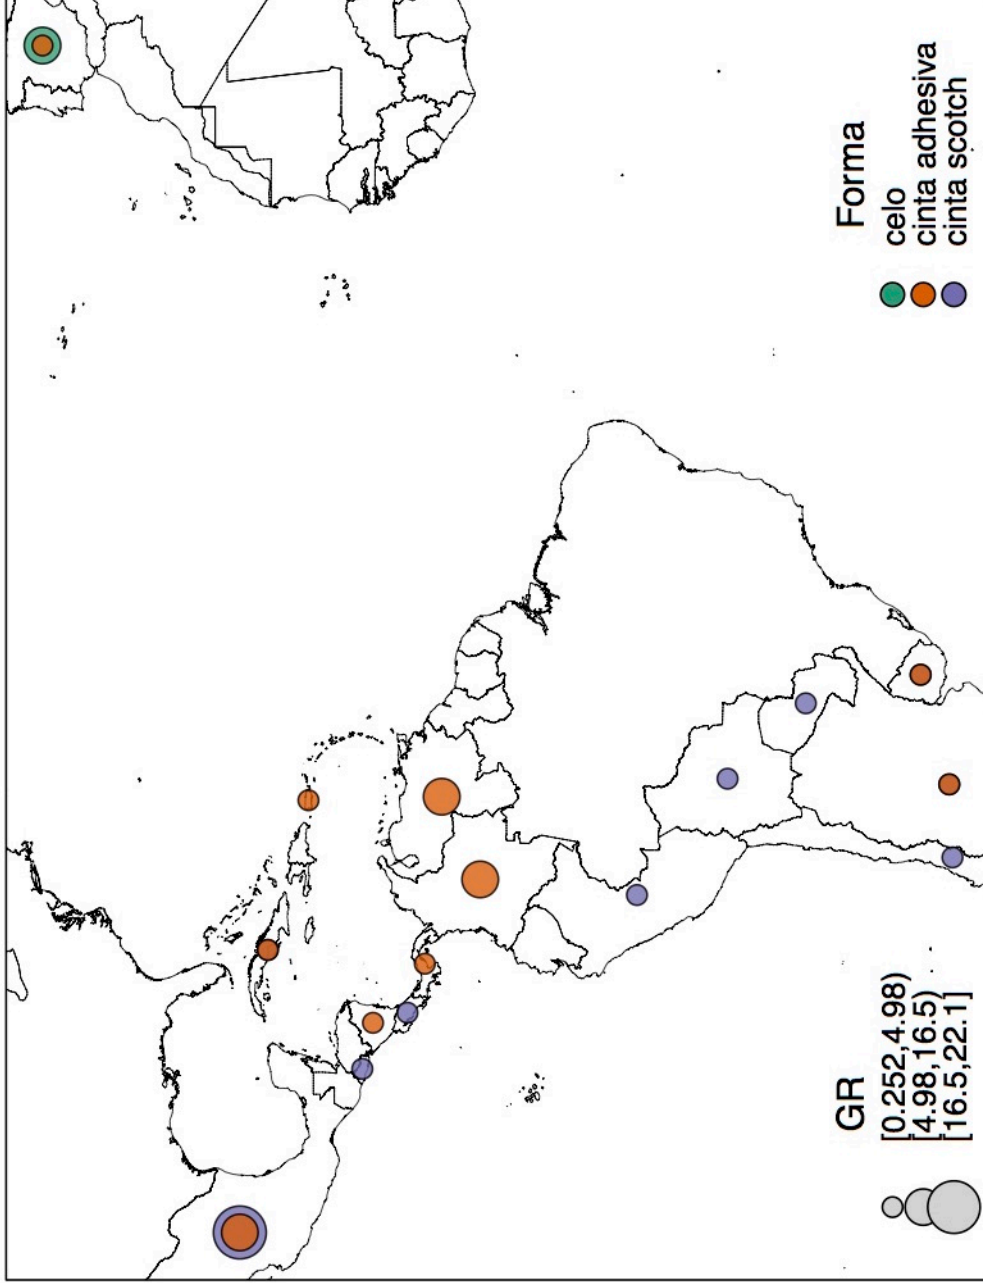 GR
[0.252,4.98)
[4.98,16.5)
[16.5,22.1]
Forma
celo
cinta adhesiva
cinta scotch